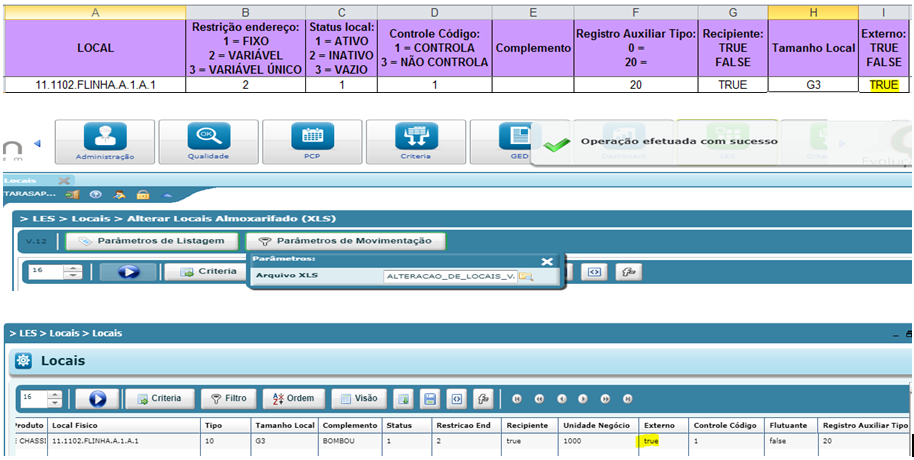 A B C D E F G H I
LOCAL
Restrição endereço:
1 = FIXO
2 = VARIÁVEL
3 = VARIÁVEL ÚNICO
Status local:
1 = ATIVO
2 = INATIVO
3 = VAZIO
Controle Código:
1 = CONTROLA
3 = NÃO CONTROLA
Complemento
Registro Auxiliar Tipo:
0 =
20 =
Recipiente:
TRUE
FALSE
Tamanho Local
Externo:
TRUE
FALSE
11.1102.FLINHA.A.1.A.1 2 1 1 20 TRUE G3 TRUE
Administração Qualidade PCP Criteria GED
Operação efetuada com sucesso
Locais
TARASAP...
> LES > Locais > Alterar Locais Almoxarifado (XLS)
V.12 Parâmetros de Listagem Parâmetros de Movimentação
16 Criteria
Parâmetros:
Arquivo XLS ALTERACAO_DE_LOCAIS_V.
> LES > Locais > Locais
Locais
16 Criteria Filtro Ordem Visão
Produto Local Fisico Tipo Tamanho Local Complemento Status Restricao End Recipiente Unidade Negócio Externo Controle Código Flutuante Registro Auxiliar Tipo
E CHASSI 11.1102.FLINHA.A.1.A.1 10 G3 BOMBOU 1 2 true 1000 true 1 false 20